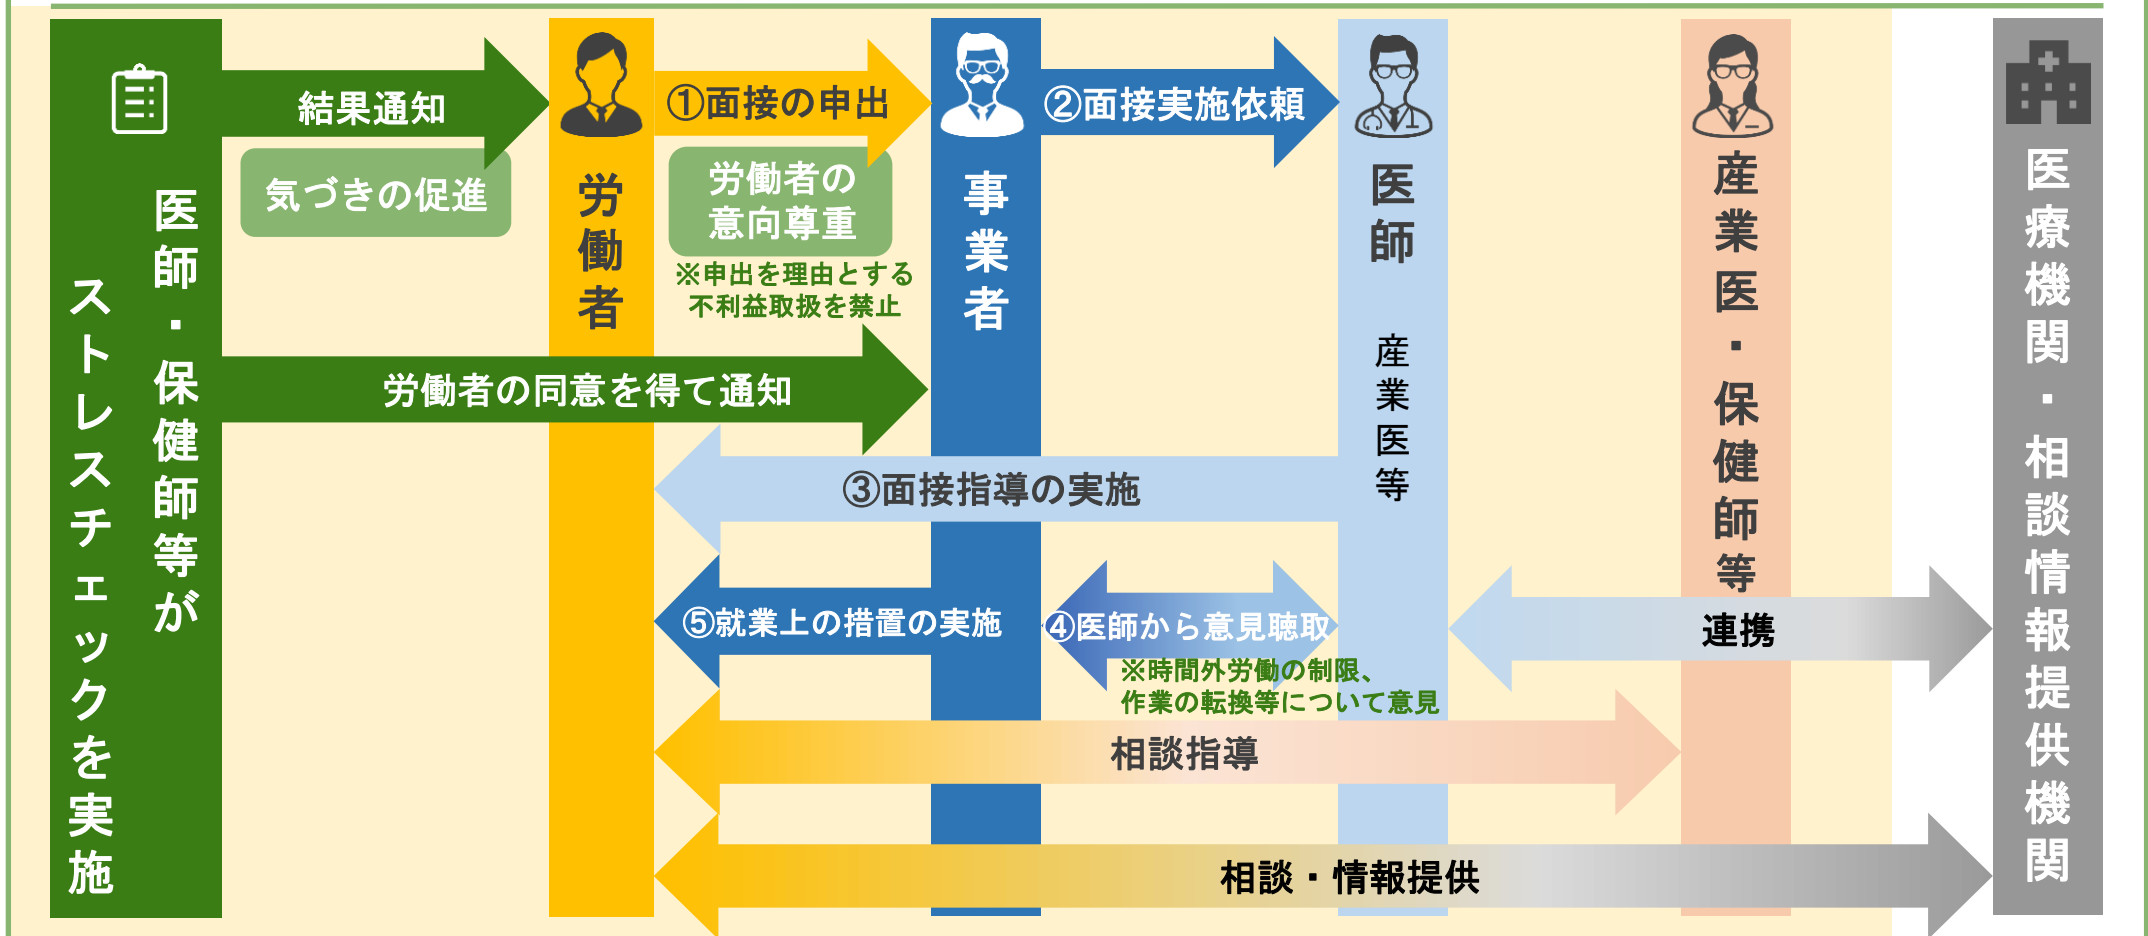 医師・保健師等が
ストレスチェックを実施
結果通知
気づきの促進
労働者
①面接の申出
労働者の
意向尊重
※申出を理由とする
不利益取扱を禁止
事業者
②面接実施依頼
医師
産業医等
産業医・保健師等
医療機関・相談情報提供機関
労働者の同意を得て通知
③面接指導の実施
⑤就業上の措置の実施
④医師から意見聴取
※時間外労働の制限、
作業の転換等について意見
連携
相談指導
相談・情報提供